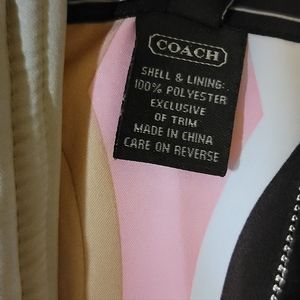 COACH
SHELL & LINING:
100% POLYESTER
EXCLUSIVE
OF TRIM
MADE IN CHINA
CARE ON REVERSE